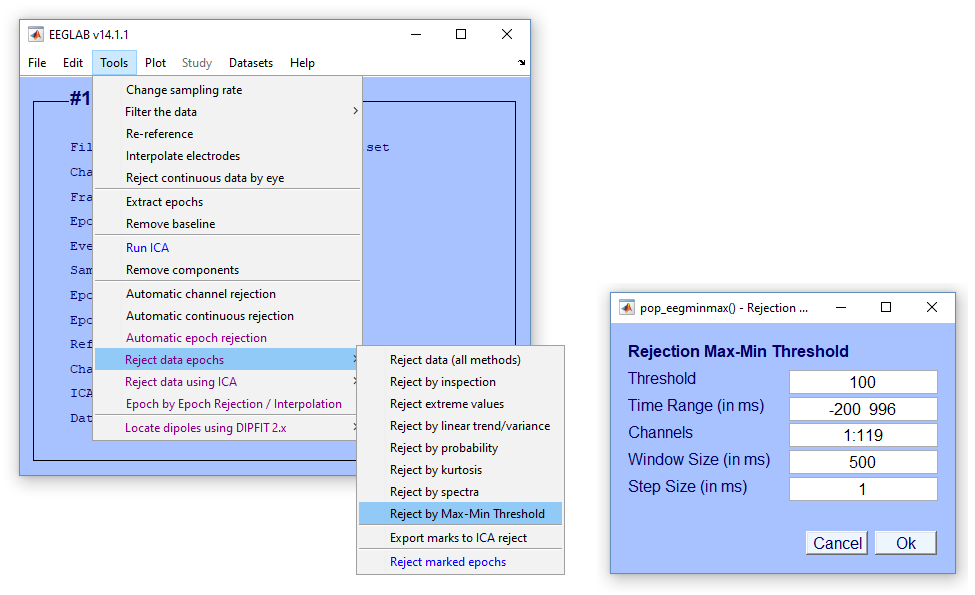 EEGLAB v14.1.1
File Edit Tools Plot Study Datasets Help
#1
Change sampling rate
Filter the data
Re-reference
Interpolate electrodes
Reject continuous data by eye
Extract epochs
Remove baseline
Run ICA
Remove components
Automatic channel rejection
Automatic continuous rejection
Automatic epoch rejection
Reject data epochs
Reject data using ICA
Epoch by Epoch Rejection / Interpolation
Locate dipoles using DIPFIT 2.x
Fil
set
Cha
Fra
Epo
Eve
Sam
Epo
Epo
Ref
Cha
ICA
Dat
Reject data (all methods)
Reject by inspection
Reject extreme values
Reject by linear trend/variance
Reject by probability
Reject by kurtosis
Reject by spectra
Reject by Max-Min Threshold
Export marks to ICA reject
Reject marked epochs
pop_eegminmax() - Rejection ...
Rejection Max-Min Threshold
Threshold 100
Time Range (in ms) -200 996
Channels 1:119
Window Size (in ms) 500
Step Size (in ms) 1
Cancel Ok